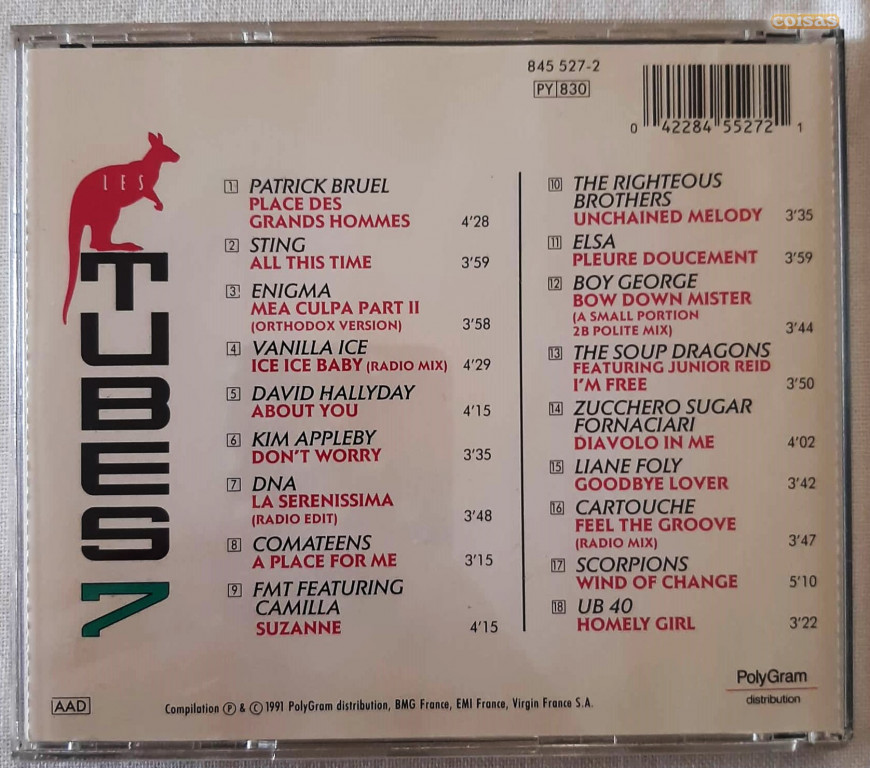 coisas
845 527-2
PY 830
0 42284 55272 1
LES
TUBES 7
1 PATRICK BRUEL
PLACE DES
GRANDS HOMMES 4'28
2 STING
ALL THIS TIME 3'59
3 ENIGMA
MEA CULPA PART II
(ORTHODOX VERSION) 3'58
4 VANILLA ICE
ICE ICE BABY (RADIO MIX) 4'29
5 DAVID HALLYDAY
ABOUT YOU 4'15
6 KIM APPLEBY
DON'T WORRY 3'35
7 DNA
LA SERENISSIMA
(RADIO EDIT) 3'48
8 COMATEENS
A PLACE FOR ME 3'15
9 FMT FEATURING
CAMILLA
SUZANNE 4'15
10 THE RIGHTEOUS
BROTHERS
UNCHAINED MELODY 3'35
11 ELSA
PLEURE DOUCEMENT 3'59
12 BOY GEORGE
BOW DOWN MISTER
(A SMALL PORTION
2B POLITE MIX) 3'44
13 THE SOUP DRAGONS
FEATURING JUNIOR REID
I'M FREE 3'50
14 ZUCCHERO SUGAR
FORNACIARI
DIAVOLO IN ME 4'02
15 LIANE FOLY
GOODBYE LOVER 3'42
16 CARTOUCHE
FEEL THE GROOVE
(RADIO MIX) 3'47
17 SCORPIONS
WIND OF CHANGE 5'10
18 UB 40
HOMELY GIRL 3'22
AAD
Compilation Ⓟ & © 1991 PolyGram distribution, BMG France, EMI France, Virgin France S.A.
PolyGram
distribution